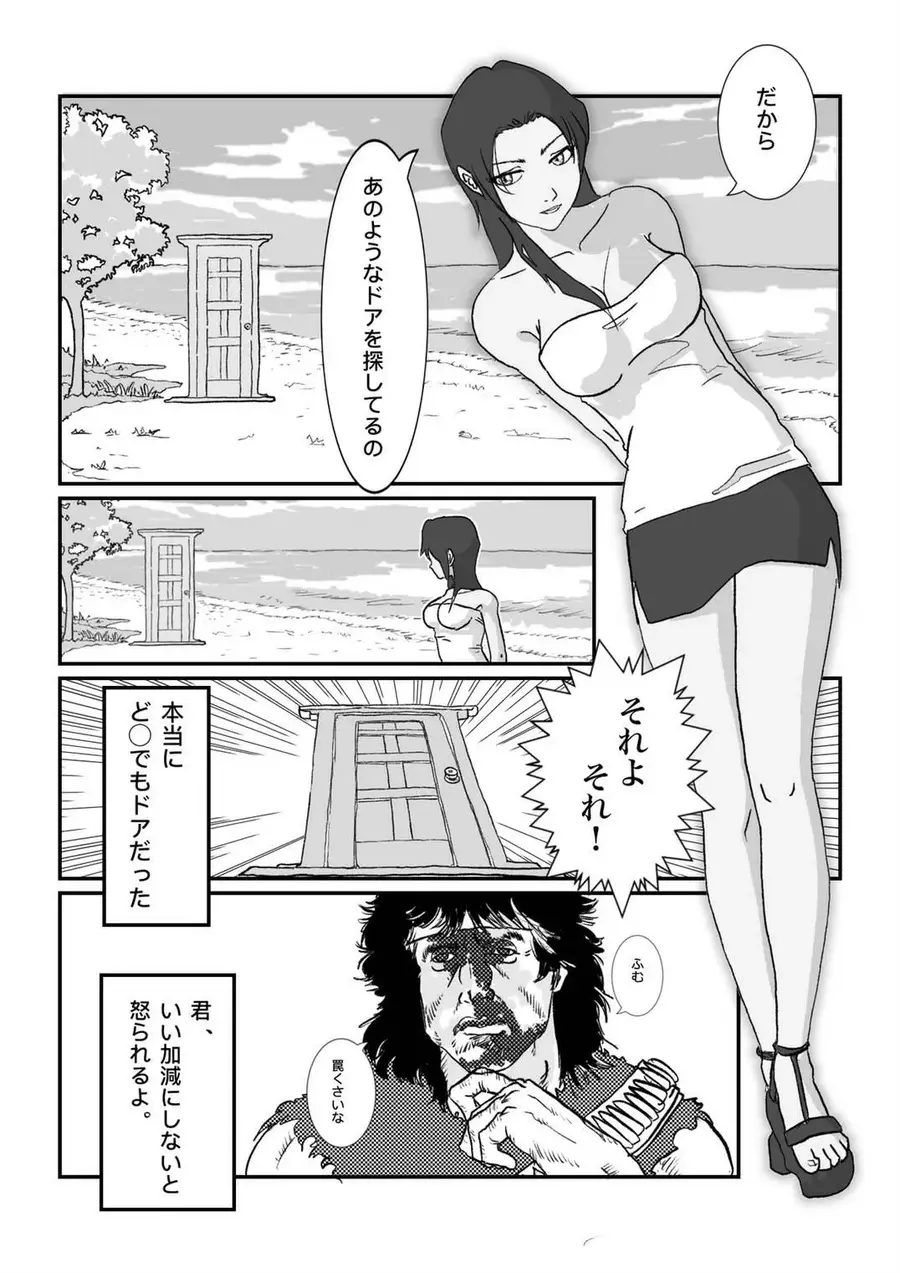 だから
あのようなドアを探してるの
それよ
それ！
本当に
ど◯でもドアだった
ふむ
罠くさいな
君、
いい加減にしないと
怒られるよ。